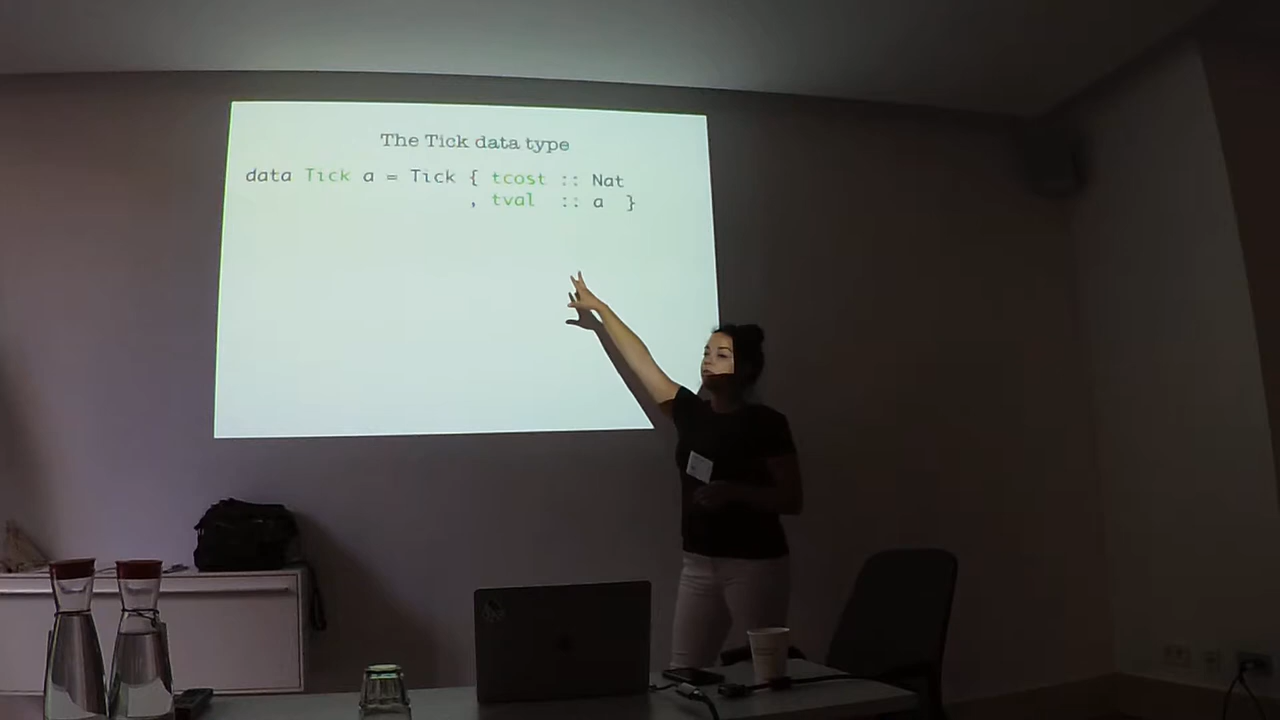 The Tick data type
data Tick a = Tick { tcost :: Nat
, tval :: a }